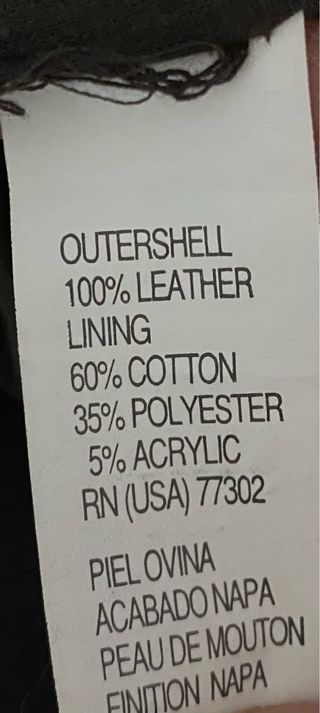 OUTERSHELL
100% LEATHER
LINING
60% COTTON
35% POLYESTER
5% ACRYLIC
RN (USA) 77302
PIEL OVINA
ACABADO NAPA
PEAU DE MOUTON
FINITION NAPA